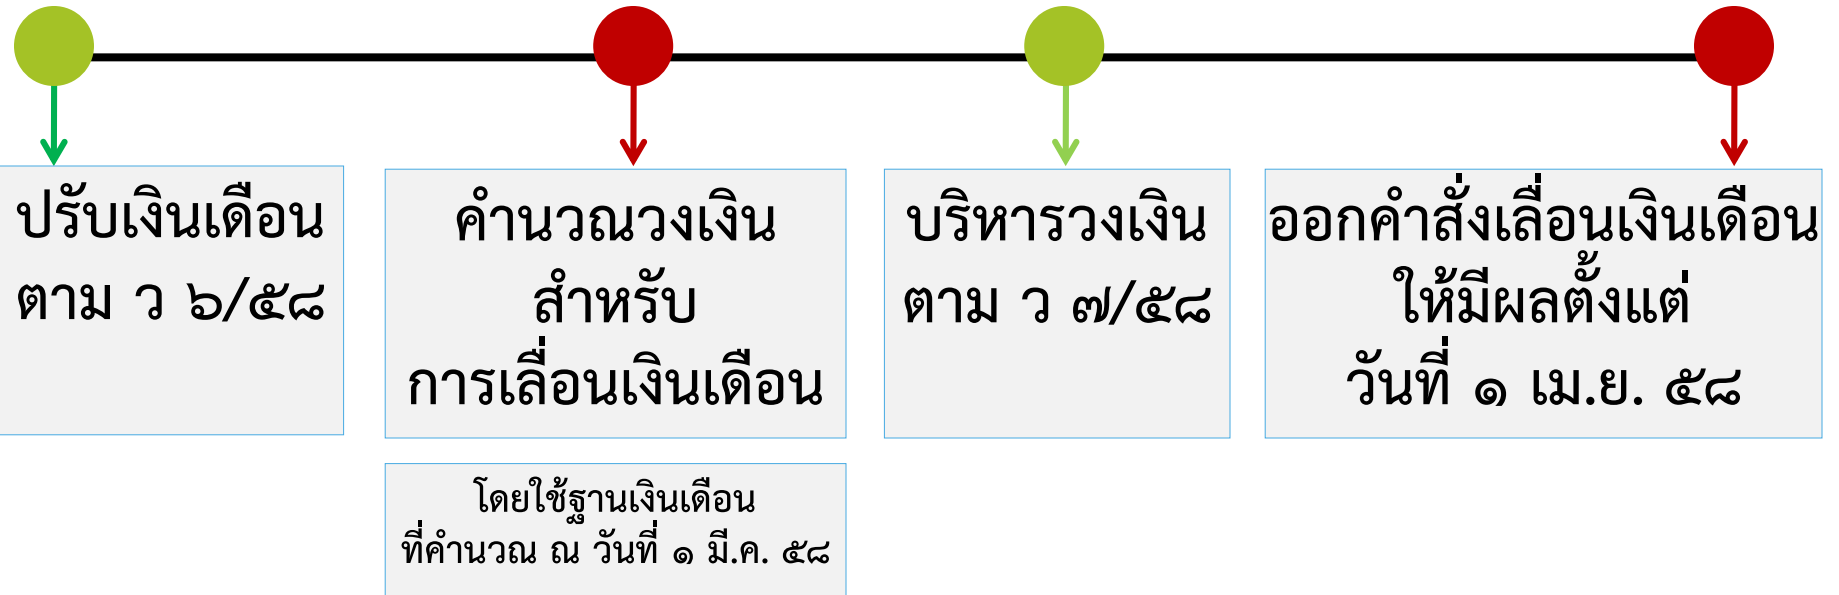 ปรับเงินเดือน
ตาม ว ๖/๕๘
คำนวณวงเงิน
สำหรับ
การเลื่อนเงินเดือน
โดยใช้ฐานเงินเดือน
ที่คำนวณ ณ วันที่ ๑ มี.ค. ๕๘
บริหารวงเงิน
ตาม ว ๗/๕๘
ออกคำสั่งเลื่อนเงินเดือน
ให้มีผลตั้งแต่
วันที่ ๑ เม.ย. ๕๘